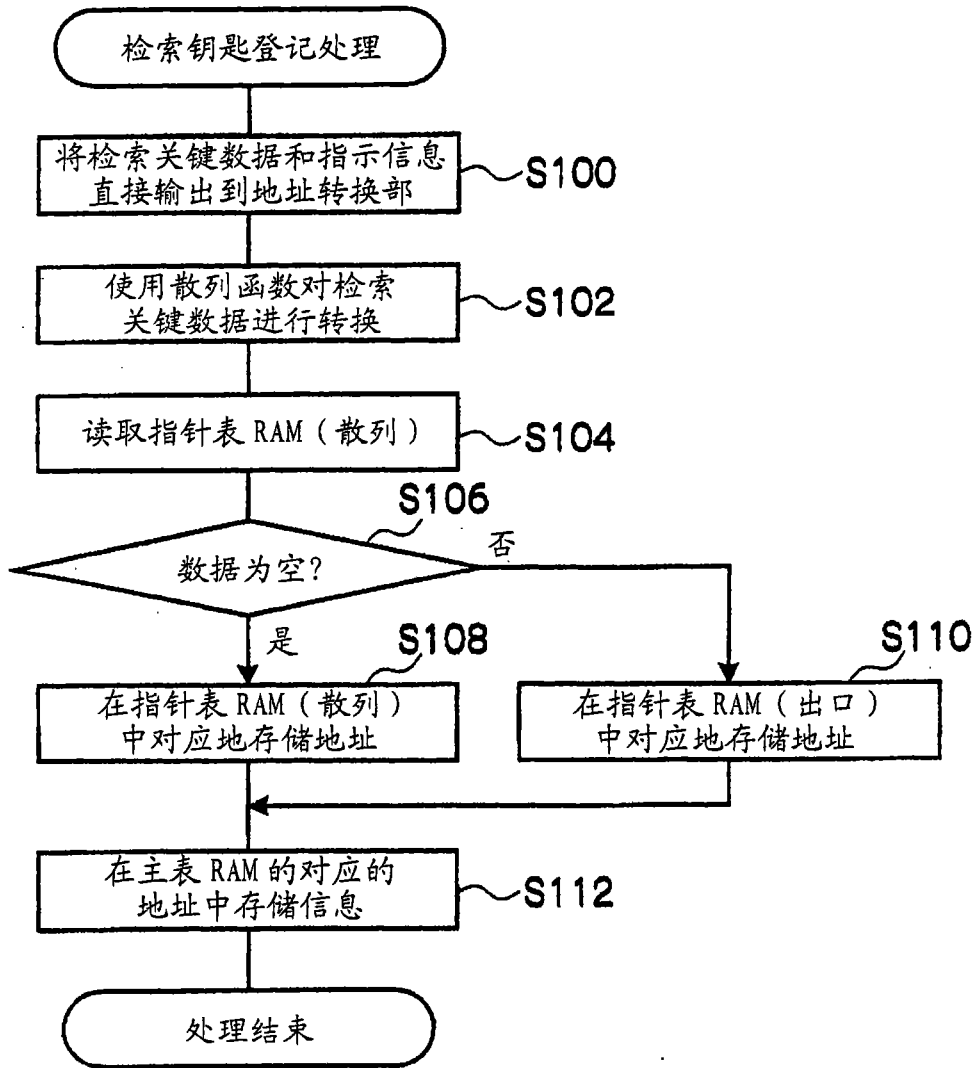 检索钥匙登记处理
将检索关键数据和指示信息
直接输出到地址转换部
S100
使用散列函数对检索
关键数据进行转换
S102
读取指针表 RAM（散列）
S104
S106
数据为空？
否
是
S108
在指针表 RAM（散列）
中对应地存储地址
S110
在指针表 RAM（出口）
中对应地存储地址
在主表 RAM 的对应的
地址中存储信息
S112
处理结束